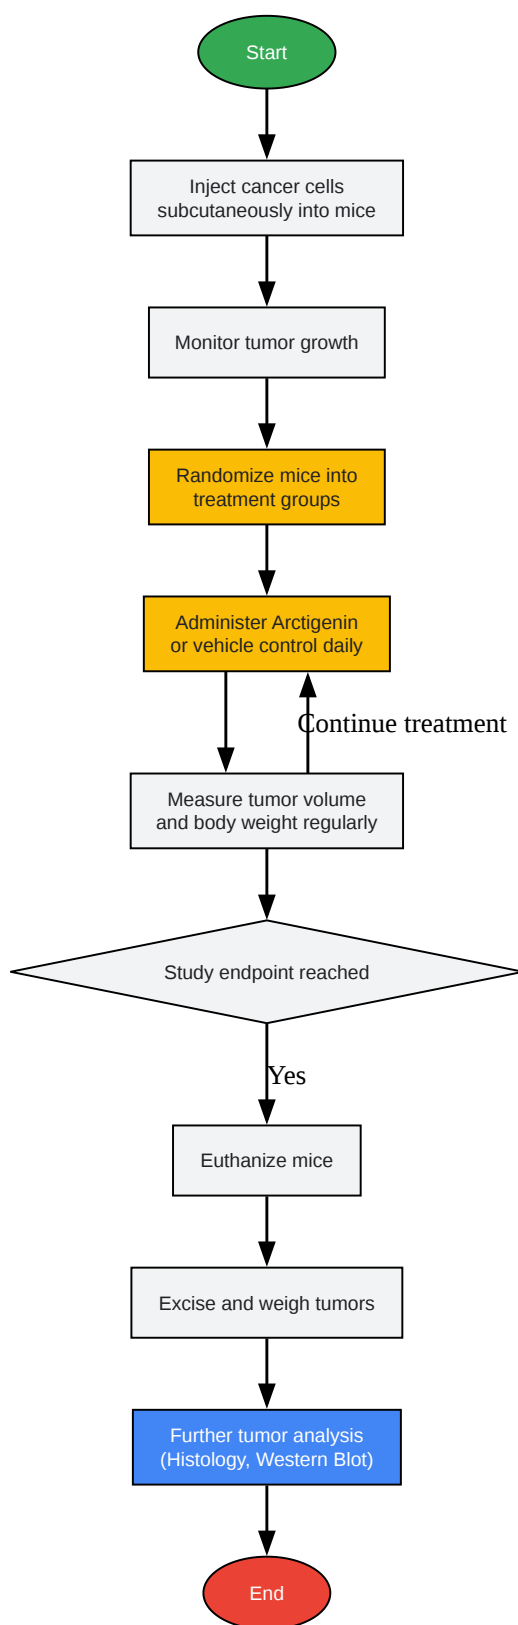 Start
Inject cancer cells
subcutaneously into mice
Monitor tumor growth
Randomize mice into
treatment groups
Administer Arctigenin
or vehicle control daily
Continue treatment
Measure tumor volume
and body weight regularly
Study endpoint reached
Yes
Euthanize mice
Excise and weigh tumors
Further tumor analysis
(Histology, Western Blot)
End